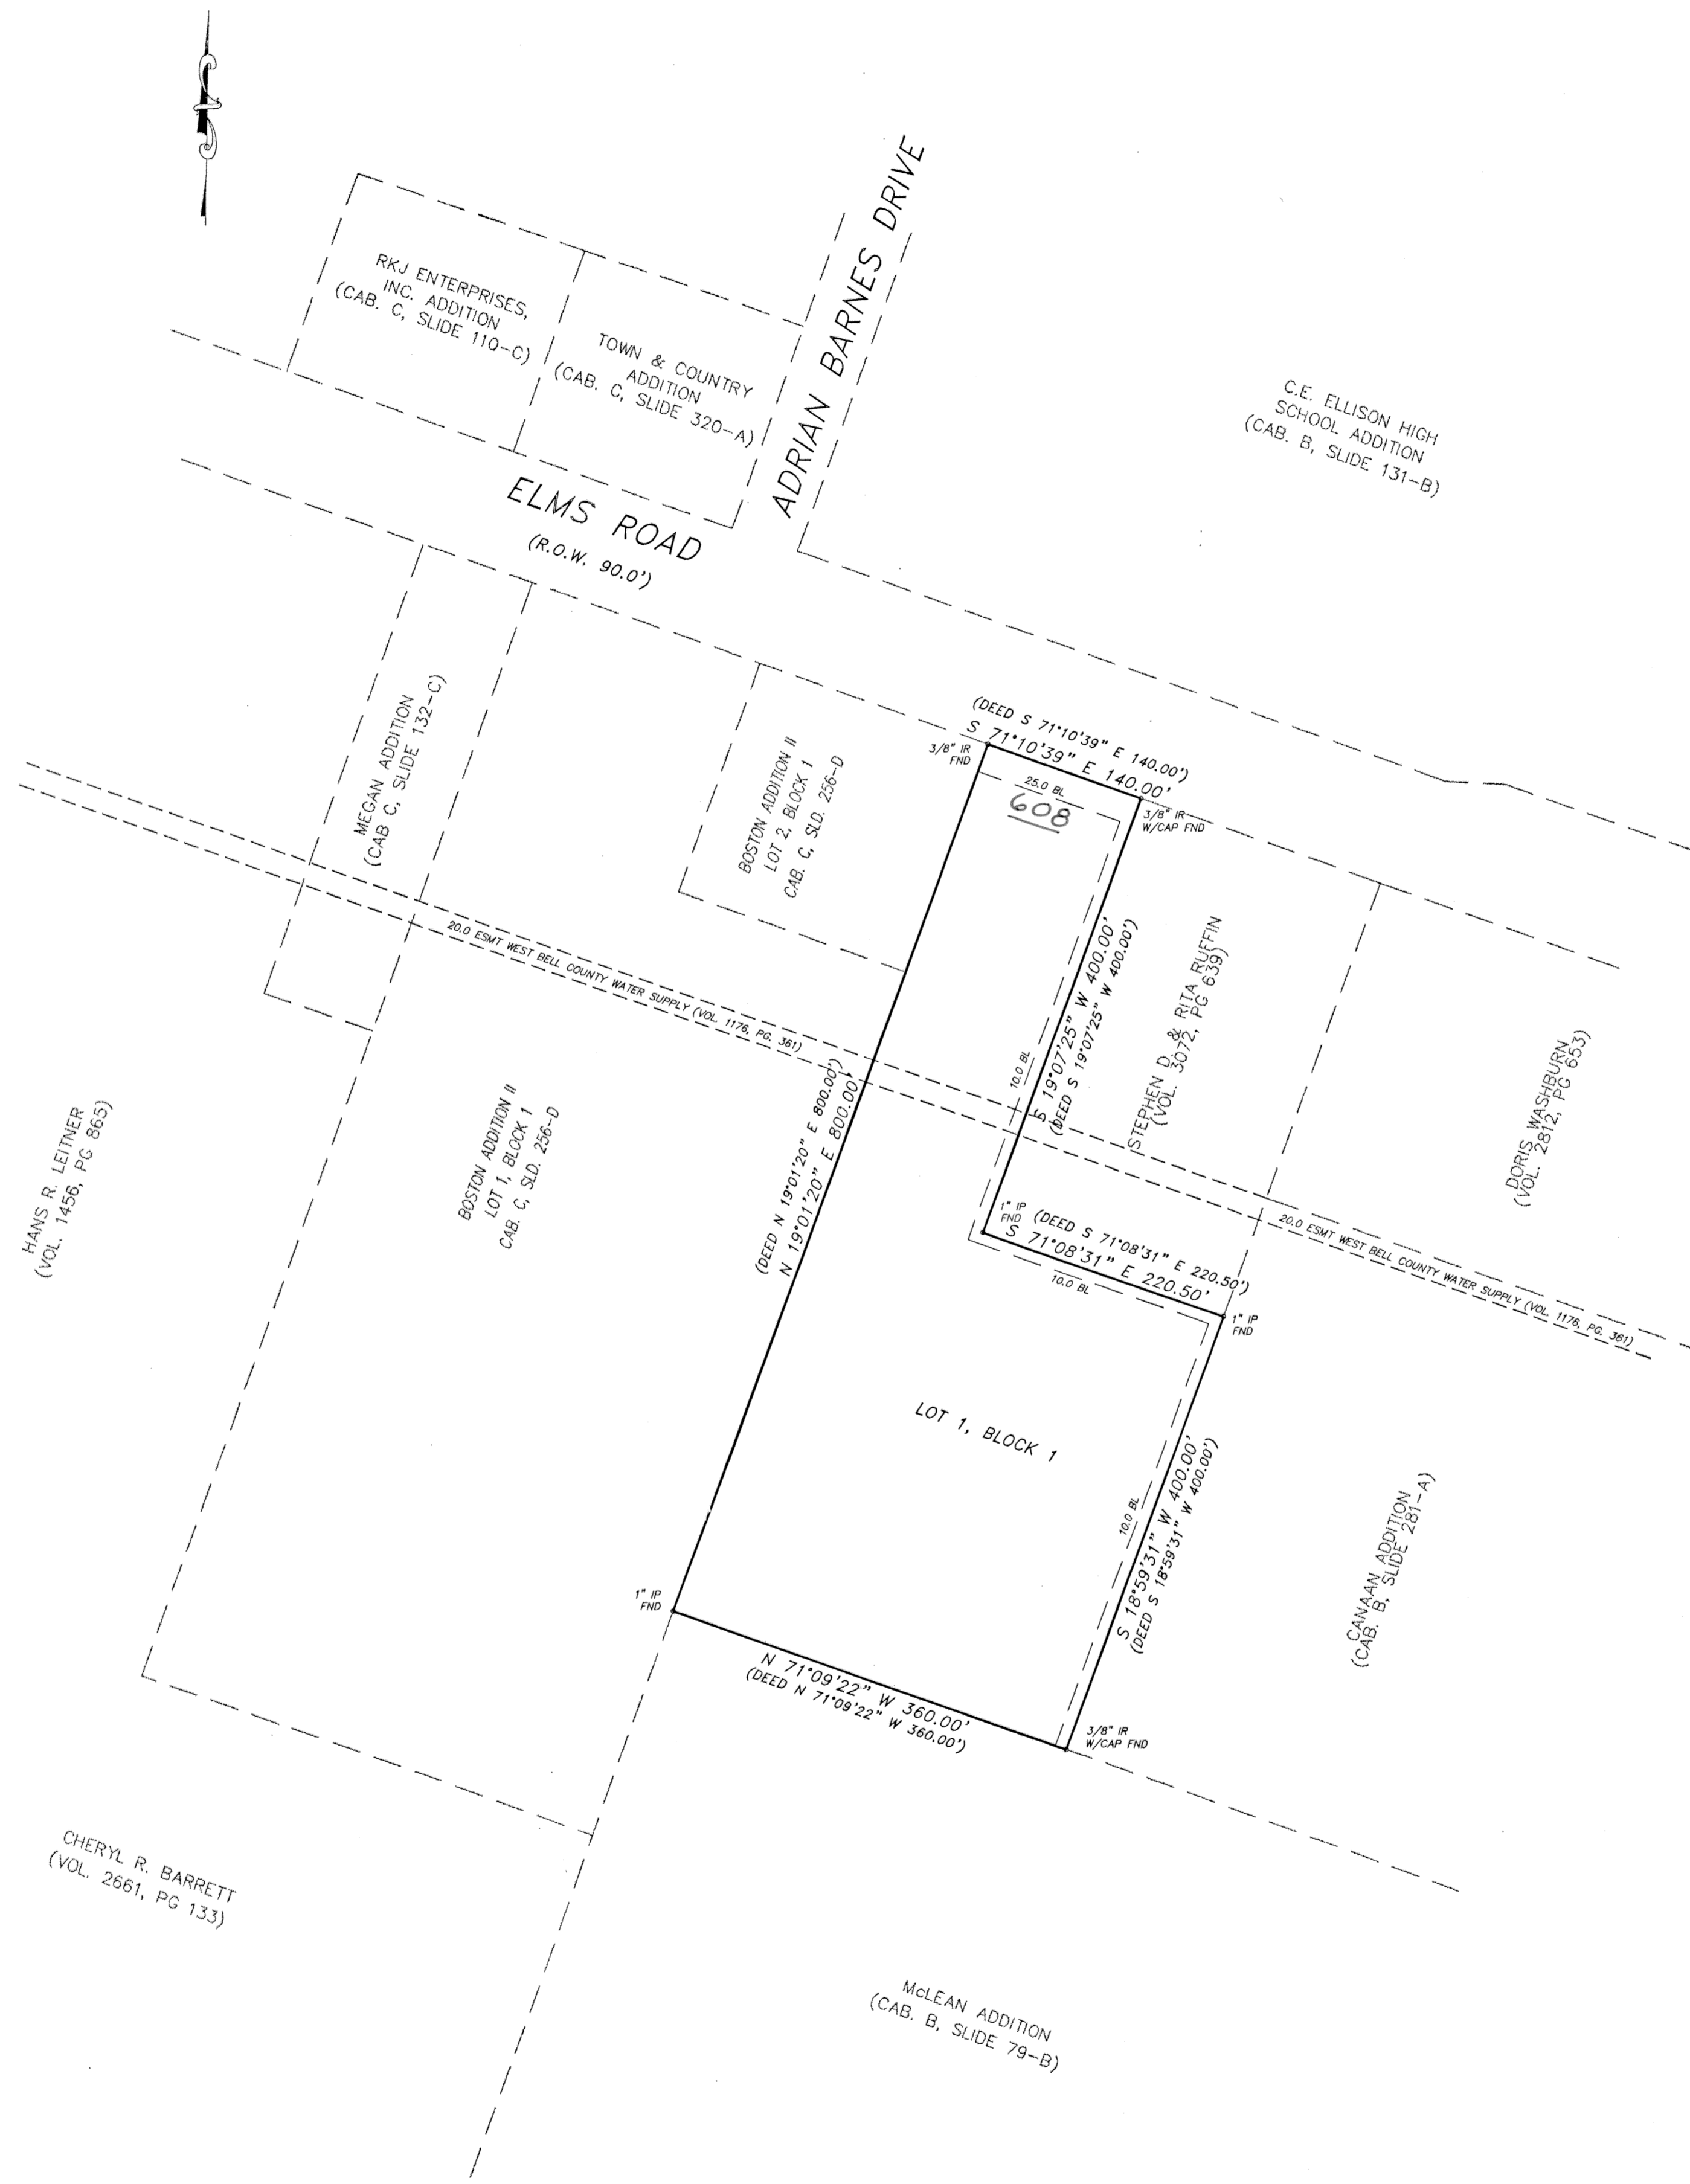 RKJ ENTERPRISES,
INC. ADDITION
(CAB. C, SLIDE 110-C)
TOWN & COUNTRY
ADDITION
(CAB. C, SLIDE 320-A)
ADRIAN BARNES DRIVE
C.E. ELLISON HIGH
SCHOOL ADDITION
(CAB. B, SLIDE 131-B)
ELMS ROAD
(R.O.W. 90.0')
MEGAN ADDITION
(CAB C, SLIDE 132-C)
BOSTON ADDITION II
LOT 2, BLOCK 1
CAB. C, SLD. 256-D
(DEED S 71°10'39" E 140.00')
S 71°10'39" E 140.00'
3/8" IR
FND
25.0 BL
608
3/8" IR
W/CAP FND
20.0 ESMT WEST BELL COUNTY WATER SUPPLY (VOL. 1176, PG. 361)
S 19°07'25" W 400.00'
(DEED S 19°07'25" W 400.00')
10.0 BL
STEPHEN D. & RITA RUFFIN
(VOL. 3072, PG 639)
DORIS WASHBURN
(VOL. 2812, PG 653)
HANS R. LEITNER
(VOL. 1456, PG 865)
BOSTON ADDITION II
LOT 1, BLOCK 1
CAB. C, SLD. 256-D
(DEED N 19°01'20" E 800.00')
N 19°01'20" E 800.00'
1" IP
FND
(DEED S 71°08'31" E 220.50')
S 71°08'31" E 220.50'
10.0 BL
20.0 ESMT WEST BELL COUNTY WATER SUPPLY (VOL. 1176, PG. 361)
1" IP
FND
LOT 1, BLOCK 1
10.0 BL
S 18°59'31" W 400.00'
(DEED S 18°59'31" W 400.00')
CANAAN ADDITION
(CAB. B, SLIDE 281-A)
1" IP
FND
N 71°09'22" W 360.00'
(DEED N 71°09'22" W 360.00')
3/8" IR
W/CAP FND
CHERYL R. BARRETT
(VOL. 2661, PG 133)
McLEAN ADDITION
(CAB. B, SLIDE 79-B)